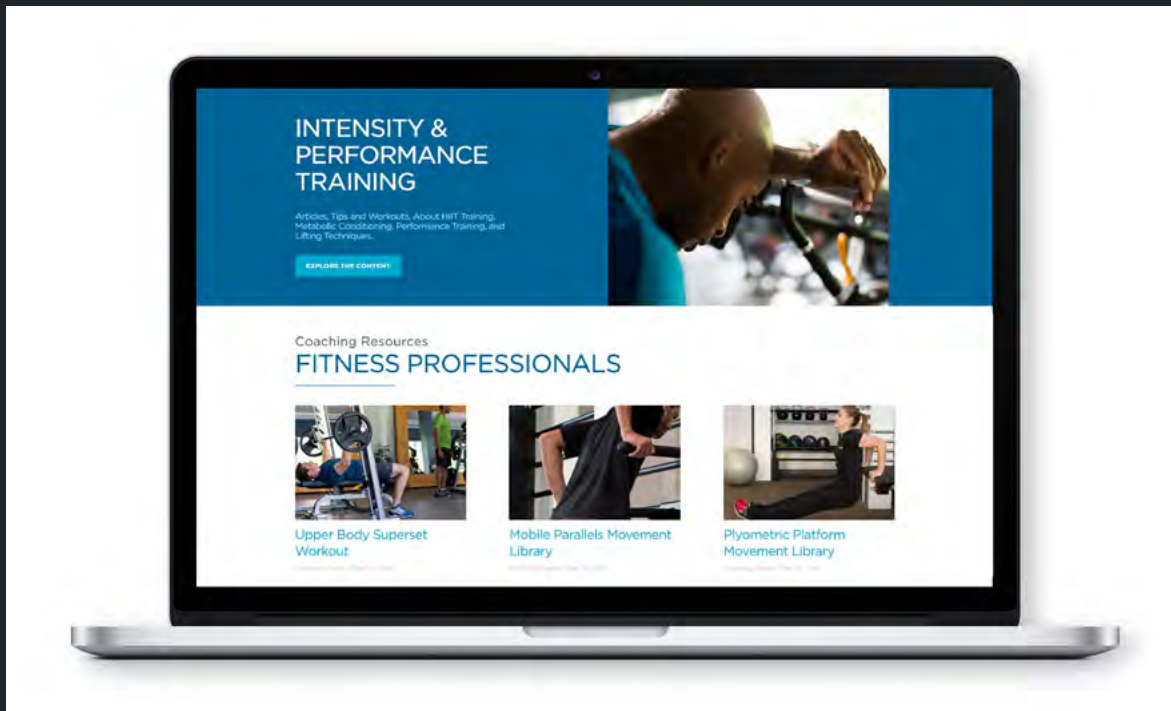 INTENSITY &
PERFORMANCE
TRAINING
Articles, Tips and Workouts, About HIIT Training,
Metabolic Conditioning, Performance Training, and
Lifting Techniques.
EXPLORE THE CONTENT
Coaching Resources
FITNESS PROFESSIONALS
Upper Body Superset
Workout
Mobile Parallels Movement
Library
Plyometric Platform
Movement Library